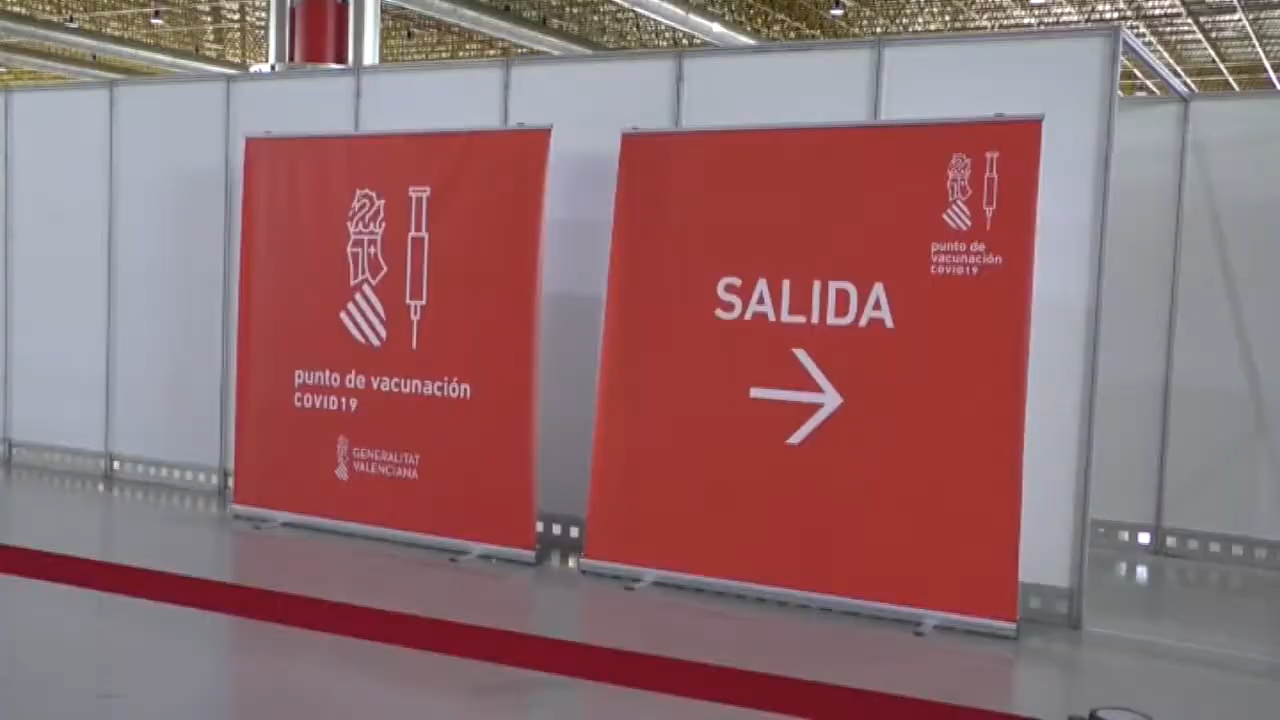 punto de vacunación
COVID19
GENERALITAT
VALENCIANA
SALIDA
punto de
vacunación
COVID19